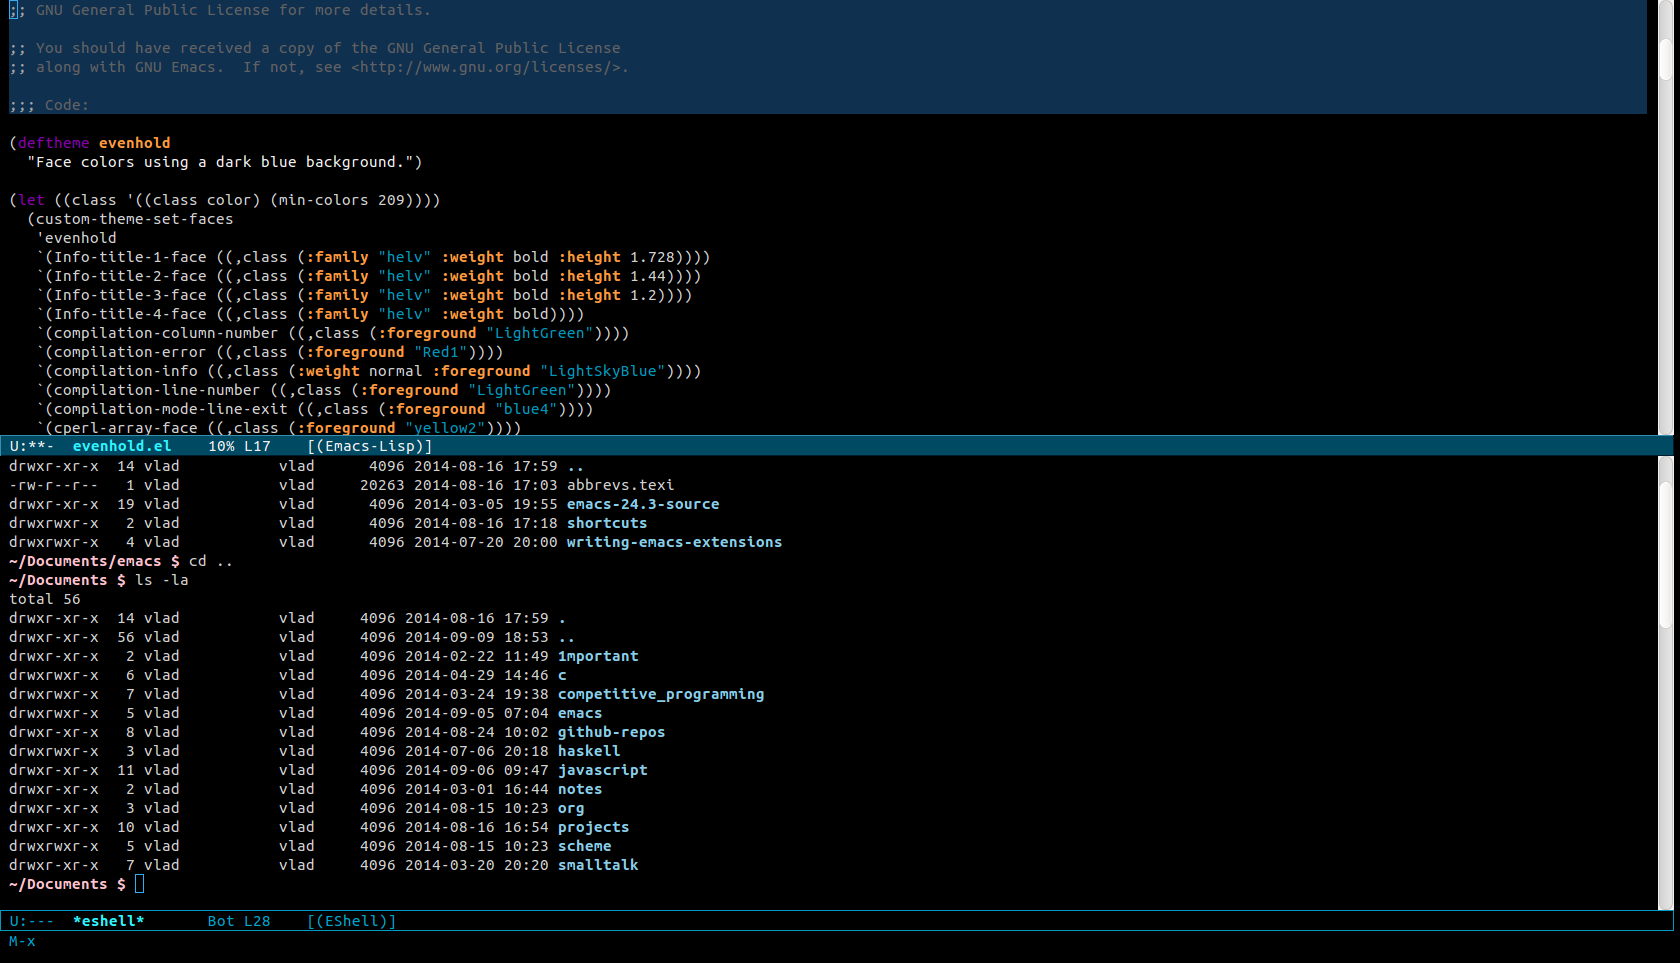 ;; GNU General Public License for more details.
;; You should have received a copy of the GNU General Public License
;; along with GNU Emacs.  If not, see <http://www.gnu.org/licenses/>.
;;; Code:
(deftheme evenhold
  "Face colors using a dark blue background.")
(let ((class '((class color) (min-colors 209))))
  (custom-theme-set-faces
   'evenhold
   `(Info-title-1-face ((,class (:family "helv" :weight bold :height 1.728))))
   `(Info-title-2-face ((,class (:family "helv" :weight bold :height 1.44))))
   `(Info-title-3-face ((,class (:family "helv" :weight bold :height 1.2))))
   `(Info-title-4-face ((,class (:family "helv" :weight bold))))
   `(compilation-column-number ((,class (:foreground "LightGreen"))))
   `(compilation-error ((,class (:foreground "Red1"))))
   `(compilation-info ((,class (:weight normal :foreground "LightSkyBlue"))))
   `(compilation-line-number ((,class (:foreground "LightGreen"))))
   `(compilation-mode-line-exit ((,class (:foreground "blue4"))))
   `(cperl-array-face ((,class (:foreground "yellow2"))))
U:**-  evenhold.el    10% L17    [(Emacs-Lisp)]
drwxr-xr-x  14 vlad           vlad      4096 2014-08-16 17:59 ..
-rw-r--r--   1 vlad           vlad     20263 2014-08-16 17:03 abbrevs.texi
drwxr-xr-x  19 vlad           vlad      4096 2014-03-05 19:55 emacs-24.3-source
drwxrwxr-x   2 vlad           vlad      4096 2014-08-16 17:18 shortcuts
drwxrwxr-x   4 vlad           vlad      4096 2014-07-20 20:00 writing-emacs-extensions
~/Documents/emacs $ cd ..
~/Documents $ ls -la
total 56
drwxr-xr-x  14 vlad           vlad     4096 2014-08-16 17:59 .
drwxr-xr-x  56 vlad           vlad     4096 2014-09-09 18:53 ..
drwxr-xr-x   2 vlad           vlad     4096 2014-02-22 11:49 1mportant
drwxrwxr-x   6 vlad           vlad     4096 2014-04-29 14:46 c
drwxrwxr-x   7 vlad           vlad     4096 2014-03-24 19:38 competitive_programming
drwxrwxr-x   5 vlad           vlad     4096 2014-09-05 07:04 emacs
drwxr-xr-x   8 vlad           vlad     4096 2014-08-24 10:02 github-repos
drwxrwxr-x   3 vlad           vlad     4096 2014-07-06 20:18 haskell
drwxr-xr-x  11 vlad           vlad     4096 2014-09-06 09:47 javascript
drwxr-xr-x   2 vlad           vlad     4096 2014-03-01 16:44 notes
drwxr-xr-x   3 vlad           vlad     4096 2014-08-15 10:23 org
drwxr-xr-x  10 vlad           vlad     4096 2014-08-16 16:54 projects
drwxrwxr-x   5 vlad           vlad     4096 2014-08-15 10:23 scheme
drwxr-xr-x   7 vlad           vlad     4096 2014-03-20 20:20 smalltalk
~/Documents $
U:---  *eshell*       Bot L28    [(EShell)]
M-x